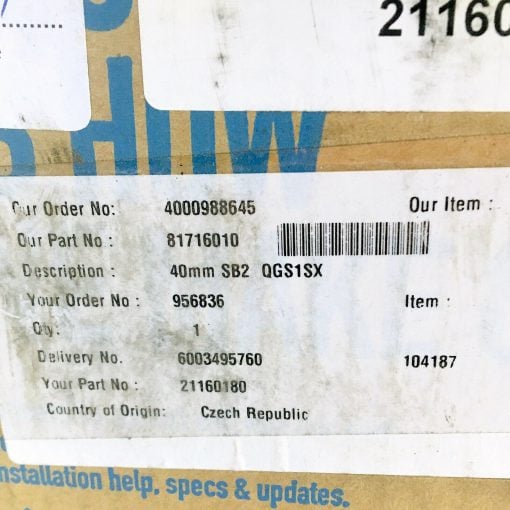 21160
HOW
Our Order No: 4000988645 Our Item :
Our Part No : 81716010
Description : 40mm SB2 QGS1SX
Your Order No : 956836 Item :
Qty: 1
Delivery No. 6003495760 104187
Your Part No : 21160180
Country of Origin: Czech Republic
nstallation help, specs & updates.